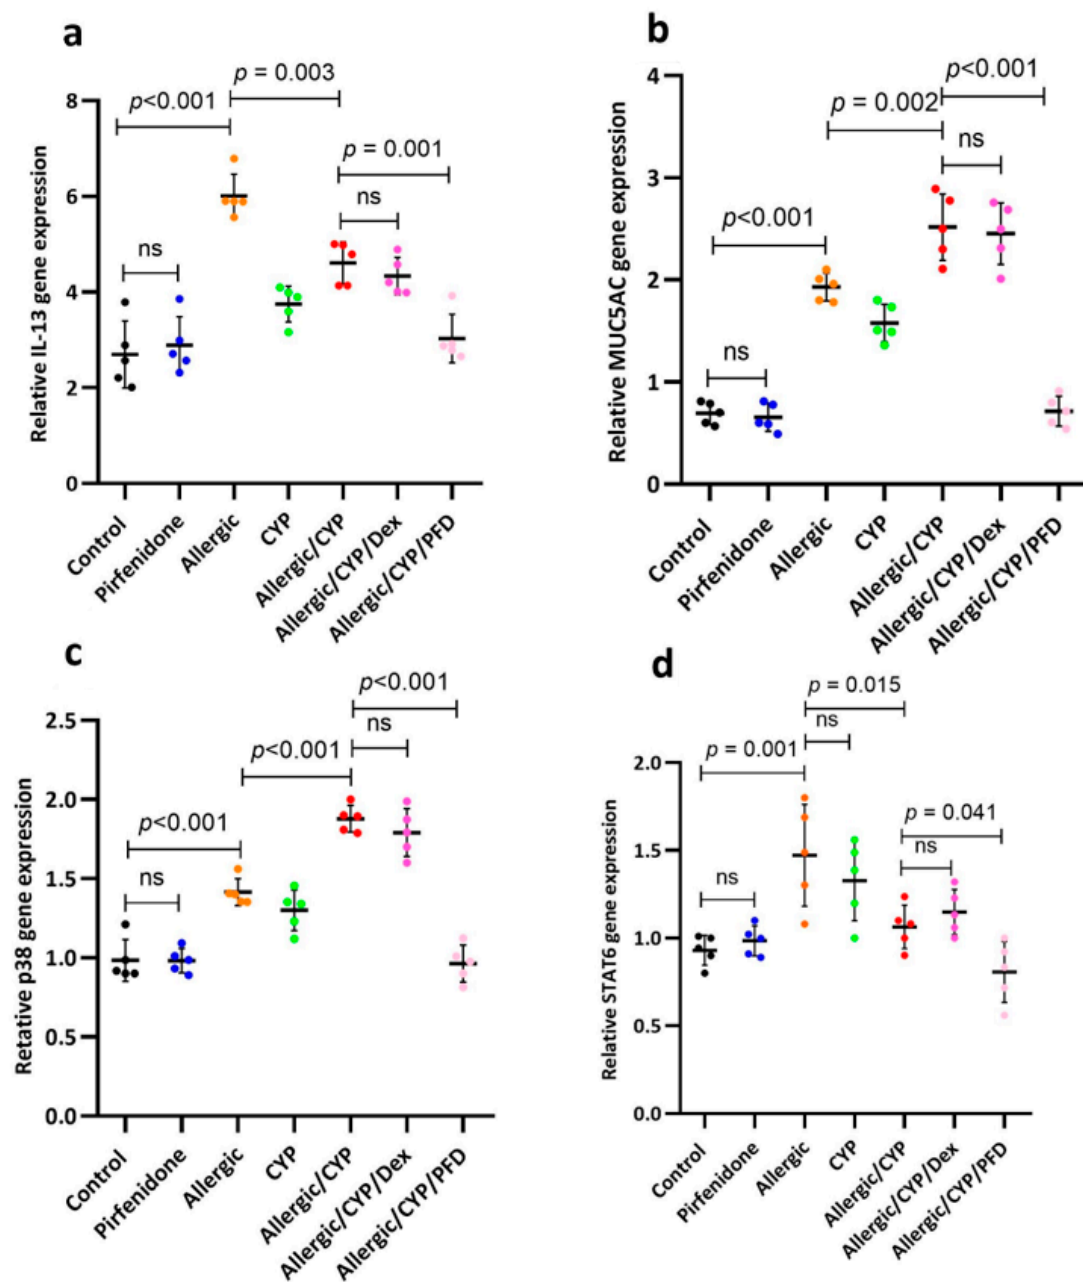 a
p = 0.003
p<0.001
p = 0.001
ns
ns
Relative IL-13 gene expression
8
6
4
2
0
Control
Pirfenidone
Allergic
CYP
Allergic/CYP
Allergic/CYP/Dex
Allergic/CYP/PFD
b
p<0.001
p = 0.002
ns
p<0.001
ns
Relative MUC5AC gene expression
4
3
2
1
0
Control
Pirfenidone
Allergic
CYP
Allergic/CYP
Allergic/CYP/Dex
Allergic/CYP/PFD
c
p<0.001
ns
p<0.001
p<0.001
ns
Retative p38 gene expression
2.5
2.0
1.5
1.0
0.5
0.0
Control
Pirfenidone
Allergic
CYP
Allergic/CYP
Allergic/CYP/Dex
Allergic/CYP/PFD
d
p = 0.015
ns
p = 0.001
p = 0.041
ns
ns
Relative STAT6 gene expression
2.0
1.5
1.0
0.5
0.0
Control
Pirfenidone
Allergic
CYP
Allergic/CYP
Allergic/CYP/Dex
Allergic/CYP/PFD